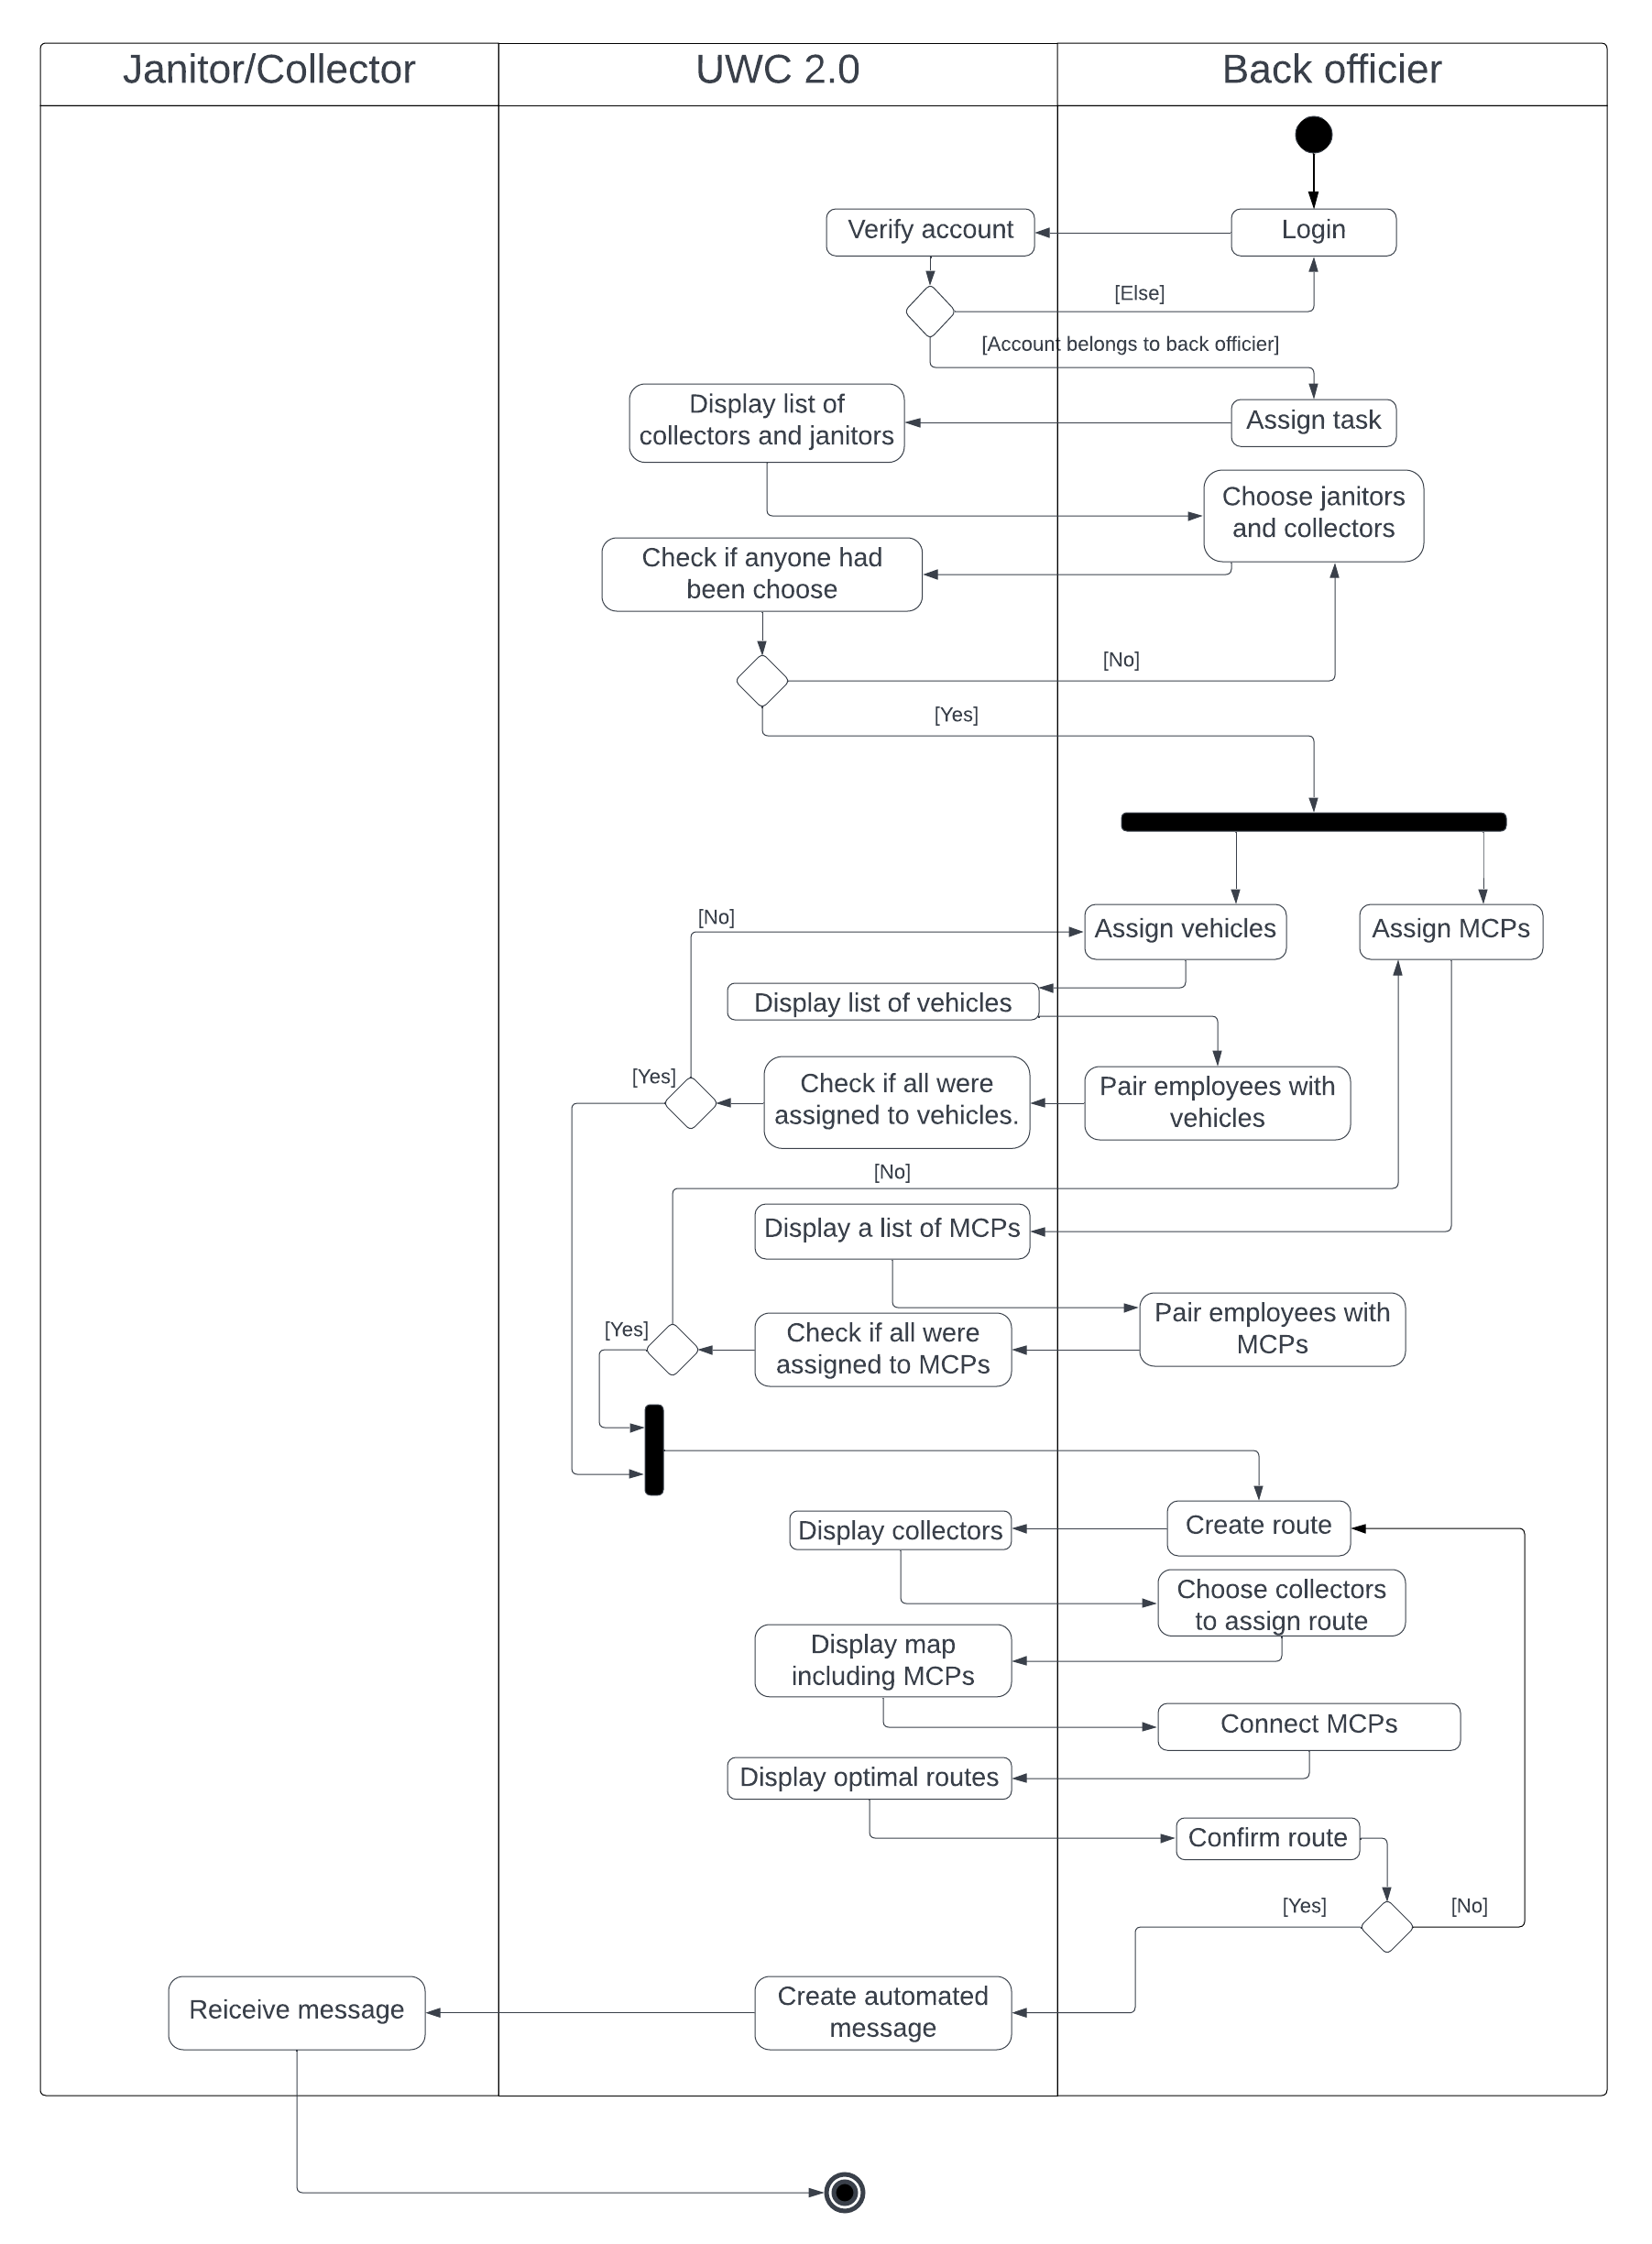 Janitor/Collector
UWC 2.0
Back officier
Verify account
Login
[Else]
[Account belongs to back officier]
Display list of
collectors and janitors
Assign task
Choose janitors
and collectors
Check if anyone had
been choose
[No]
[Yes]
[No]
Assign vehicles
Assign MCPs
Display list of vehicles
[Yes]
Check if all were
assigned to vehicles.
Pair employees with
vehicles
[No]
Display a list of MCPs
Pair employees with
MCPs
[Yes]
Check if all were
assigned to MCPs
Create route
Display collectors
Choose collectors
to assign route
Display map
including MCPs
Connect MCPs
Display optimal routes
Confirm route
[Yes]
[No]
Reiceive message
Create automated
message